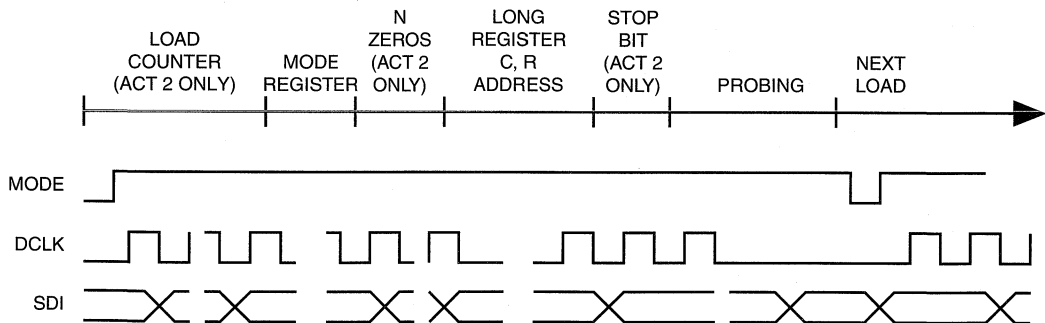 LOAD
COUNTER
(ACT 2 ONLY)
MODE
REGISTER
N
ZEROS
(ACT 2
ONLY)
LONG
REGISTER
C, R
ADDRESS
STOP
BIT
(ACT 2
ONLY)
PROBING
NEXT
LOAD
MODE
DCLK
SDI